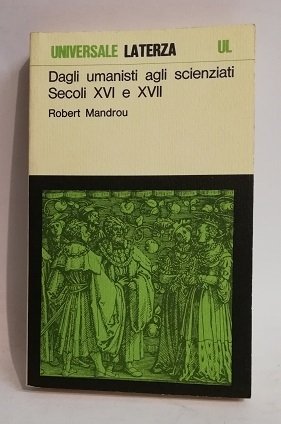 UNIVERSALE LATERZA UL
Dagli umanisti agli scienziati
Secoli XVI e XVII
Robert Mandrou